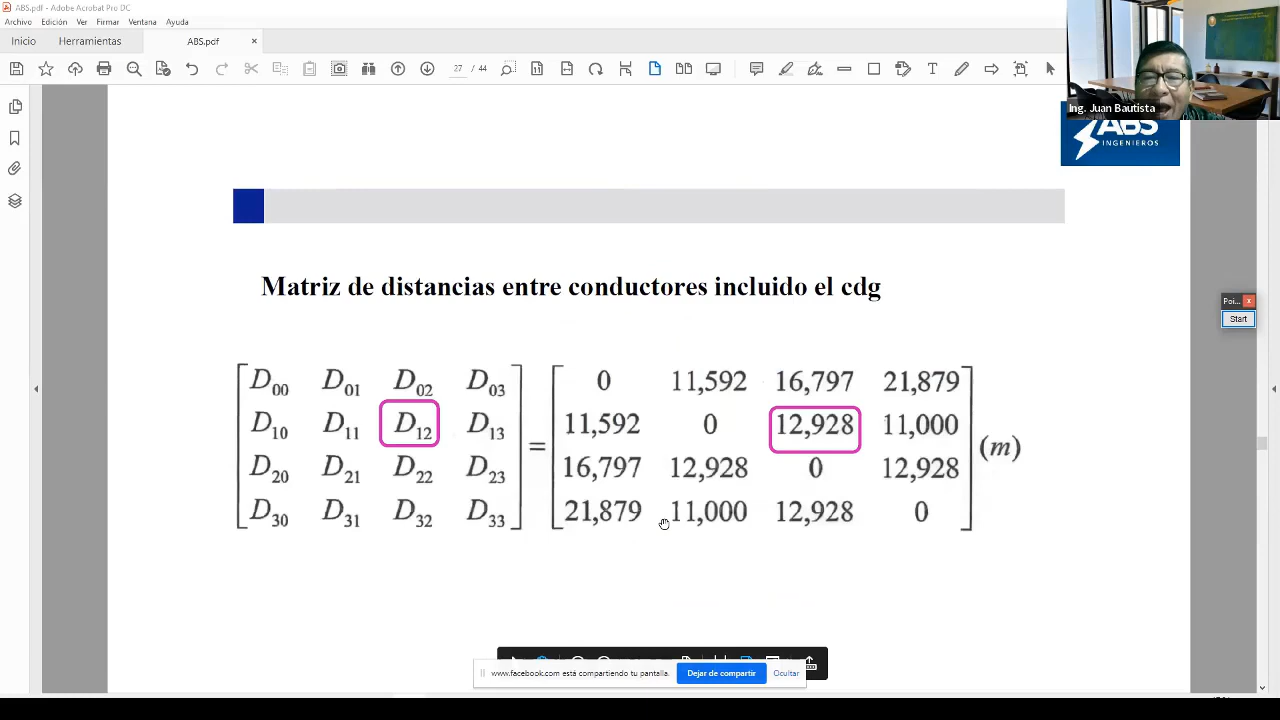 ABS.pdf - Adobe Acrobat Pro DC
Archivo Edición Ver Firmar Ventana Ayuda
Inicio Herramientas ABS.pdf ×
27 / 44
Ing. Juan Bautista
ABS
INGENIEROS
Matriz de distancias entre conductores incluido el cdg
Poi... x
Start
D00 D01 D02 D03 0 11,592 16,797 21,879
D10 D11 D12 D13 11,592 0 12,928 11,000
= (m)
D20 D21 D22 D23 16,797 12,928 0 12,928
D30 D31 D32 D33 21,879 11,000 12,928 0
www.facebook.com está compartiendo tu pantalla. Dejar de compartir Ocultar